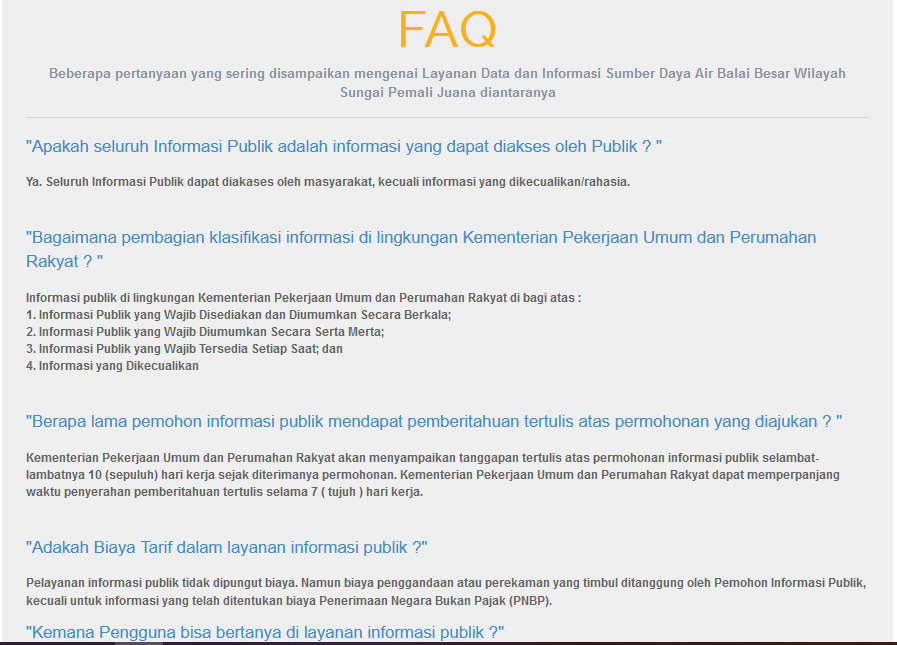 FAQ
Beberapa pertanyaan yang sering disampaikan mengenai Layanan Data dan Informasi Sumber Daya Air Balai Besar Wilayah
Sungai Pemali Juana diantaranya
"Apakah seluruh Informasi Publik adalah informasi yang dapat diakses oleh Publik ? "
Ya. Seluruh Informasi Publik dapat diakases oleh masyarakat, kecuali informasi yang dikecualikan/rahasia.
"Bagaimana pembagian klasifikasi informasi di lingkungan Kementerian Pekerjaan Umum dan Perumahan
Rakyat ? "
Informasi publik di lingkungan Kementerian Pekerjaan Umum dan Perumahan Rakyat di bagi atas :
1. Informasi Publik yang Wajib Disediakan dan Diumumkan Secara Berkala;
2. Informasi Publik yang Wajib Diumumkan Secara Serta Merta;
3. Informasi Publik yang Wajib Tersedia Setiap Saat; dan
4. Informasi yang Dikecualikan
"Berapa lama pemohon informasi publik mendapat pemberitahuan tertulis atas permohonan yang diajukan ? "
Kementerian Pekerjaan Umum dan Perumahan Rakyat akan menyampaikan tanggapan tertulis atas permohonan informasi publik selambat-
lambatnya 10 (sepuluh) hari kerja sejak diterimanya permohonan. Kementerian Pekerjaan Umum dan Perumahan Rakyat dapat memperpanjang
waktu penyerahan pemberitahuan tertulis selama 7 ( tujuh ) hari kerja.
"Adakah Biaya Tarif dalam layanan informasi publik ?"
Pelayanan informasi publik tidak dipungut biaya. Namun biaya penggandaan atau perekaman yang timbul ditanggung oleh Pemohon Informasi Publik,
kecuali untuk informasi yang telah ditentukan biaya Penerimaan Negara Bukan Pajak (PNBP).
"Kemana Pengguna bisa bertanya di layanan informasi publik ?"